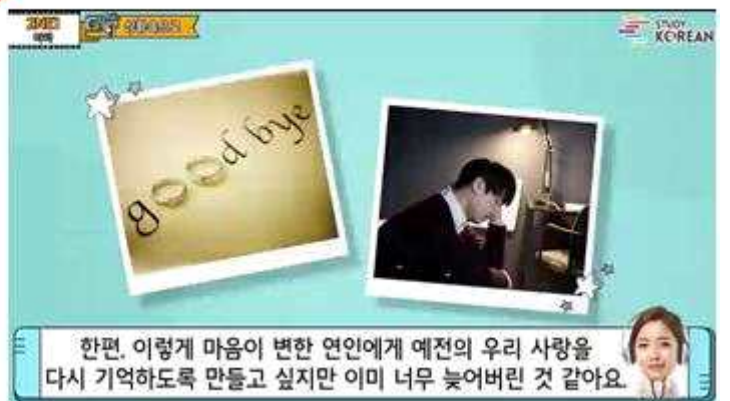 STUDY
KOREAN
good bye
한편, 이렇게 마음이 변한 연인에게 예전의 우리 사랑을
다시 기억하도록 만들고 싶지만 이미 너무 늦어버린 것 같아요.